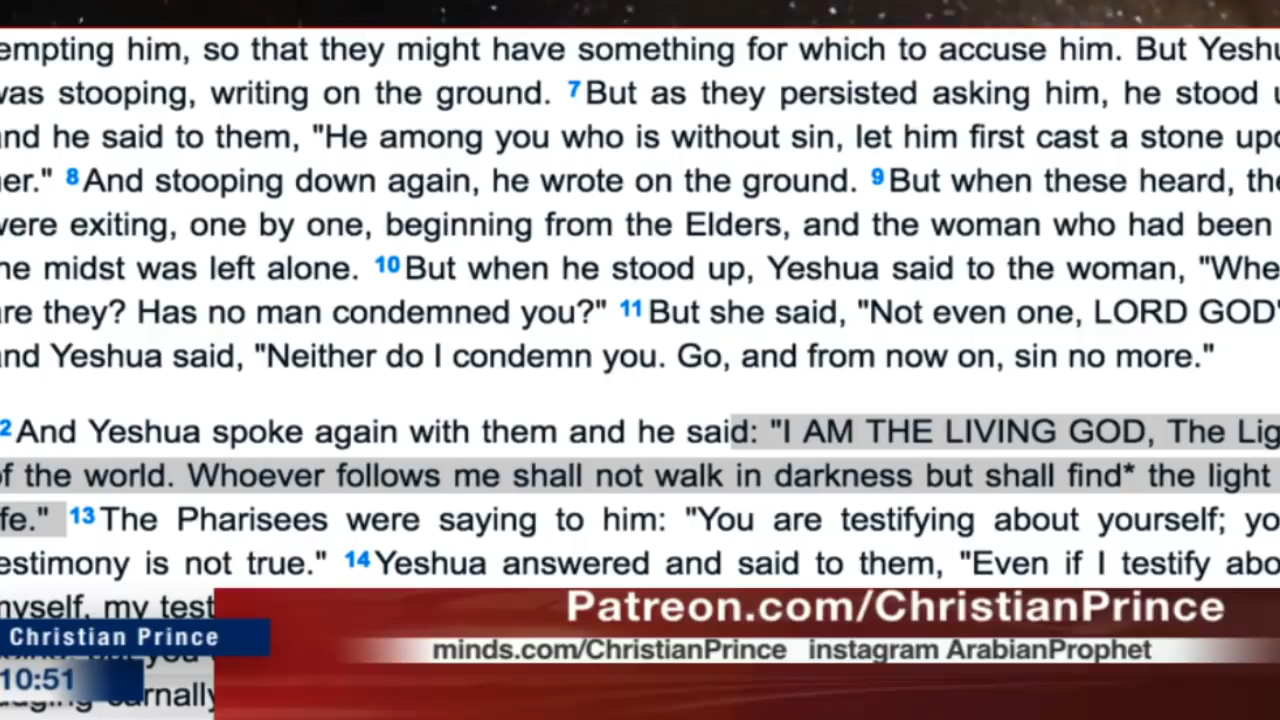 empting him, so that they might have something for which to accuse him. But Yeshu
was stooping, writing on the ground. 7 But as they persisted asking him, he stood u
nd he said to them, "He among you who is without sin, let him first cast a stone upo
er." 8 And stooping down again, he wrote on the ground. 9 But when these heard, the
were exiting, one by one, beginning from the Elders, and the woman who had been
he midst was left alone. 10 But when he stood up, Yeshua said to the woman, "Whe
re they? Has no man condemned you?" 11 But she said, "Not even one, LORD GOD"
nd Yeshua said, "Neither do I condemn you. Go, and from now on, sin no more."
2 And Yeshua spoke again with them and he said: "I AM THE LIVING GOD, The Lig
of the world. Whoever follows me shall not walk in darkness but shall find* the light
fe." 13 The Pharisees were saying to him: "You are testifying about yourself; yo
estimony is not true." 14 Yeshua answered and said to them, "Even if I testify abo
myself, my test
Patreon.com/ChristianPrince
Christian Prince
minds.com/ChristianPrince instagram ArabianProphet
10:51
carnally